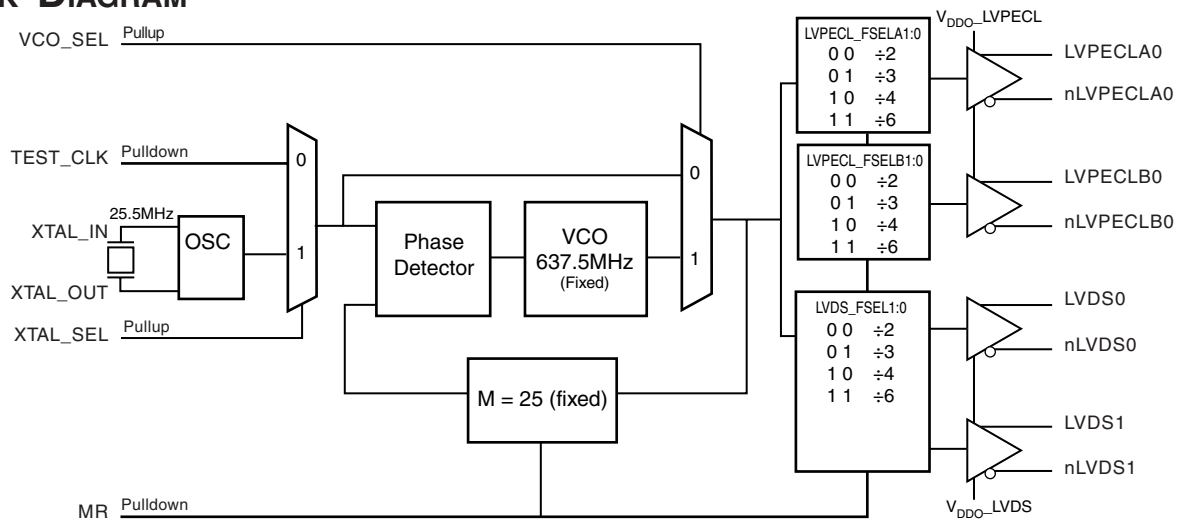 K DIAGRAM
VCO_SEL Pullup
TEST_CLK Pulldown
25.5MHz
XTAL_IN
OSC
XTAL_OUT
XTAL_SEL Pullup
0
1
Phase
Detector
VCO
637.5MHz
(Fixed)
0
1
M = 25 (fixed)
MR Pulldown
LVPECL_FSELA1:0
0 0 ÷2
0 1 ÷3
1 0 ÷4
1 1 ÷6
LVPECL_FSELB1:0
0 0 ÷2
0 1 ÷3
1 0 ÷4
1 1 ÷6
LVDS_FSEL1:0
0 0 ÷2
0 1 ÷3
1 0 ÷4
1 1 ÷6
VDDO_LVPECL
LVPECLA0
nLVPECLA0
LVPECLB0
nLVPECLB0
LVDS0
nLVDS0
LVDS1
nLVDS1
VDDO_LVDS